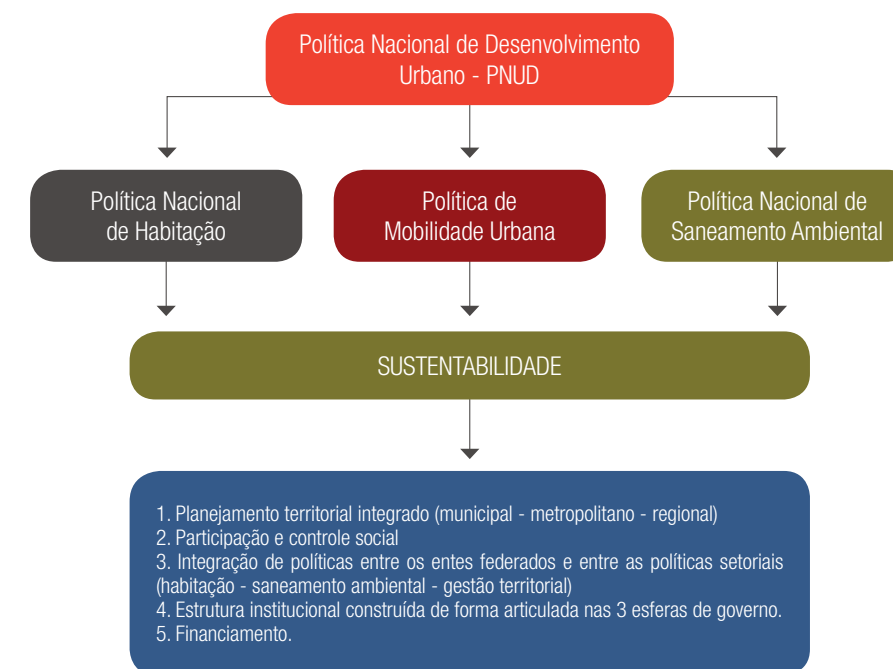 Política Nacional de Desenvolvimento
Urbano - PNUD
Política Nacional
de Habitação
Política de
Mobilidade Urbana
Política Nacional de
Saneamento Ambiental
SUSTENTABILIDADE
1. Planejamento territorial integrado (municipal - metropolitano - regional)
2. Participação e controle social
3. Integração de políticas entre os entes federados e entre as políticas setoriais
(habitação - saneamento ambiental - gestão territorial)
4. Estrutura institucional construída de forma articulada nas 3 esferas de governo.
5. Financiamento.